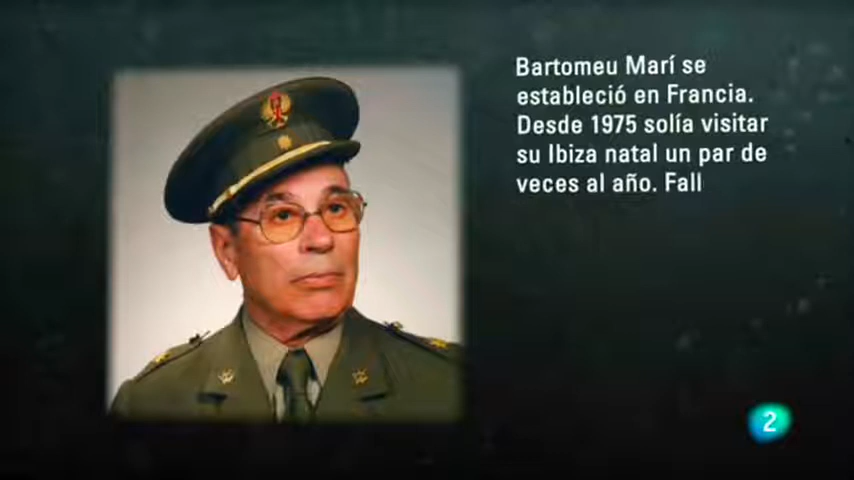 Bartomeu Marí se
estableció en Francia.
Desde 1975 solía visitar
su Ibiza natal un par de
veces al año. Fall
2